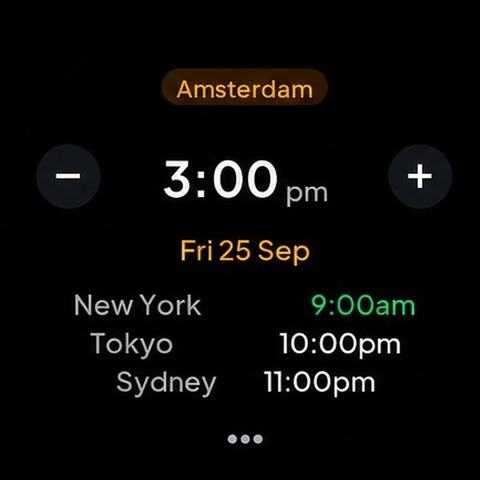 Amsterdam
− 3:00 pm +
Fri 25 Sep
New York 9:00am
Tokyo 10:00pm
Sydney 11:00pm